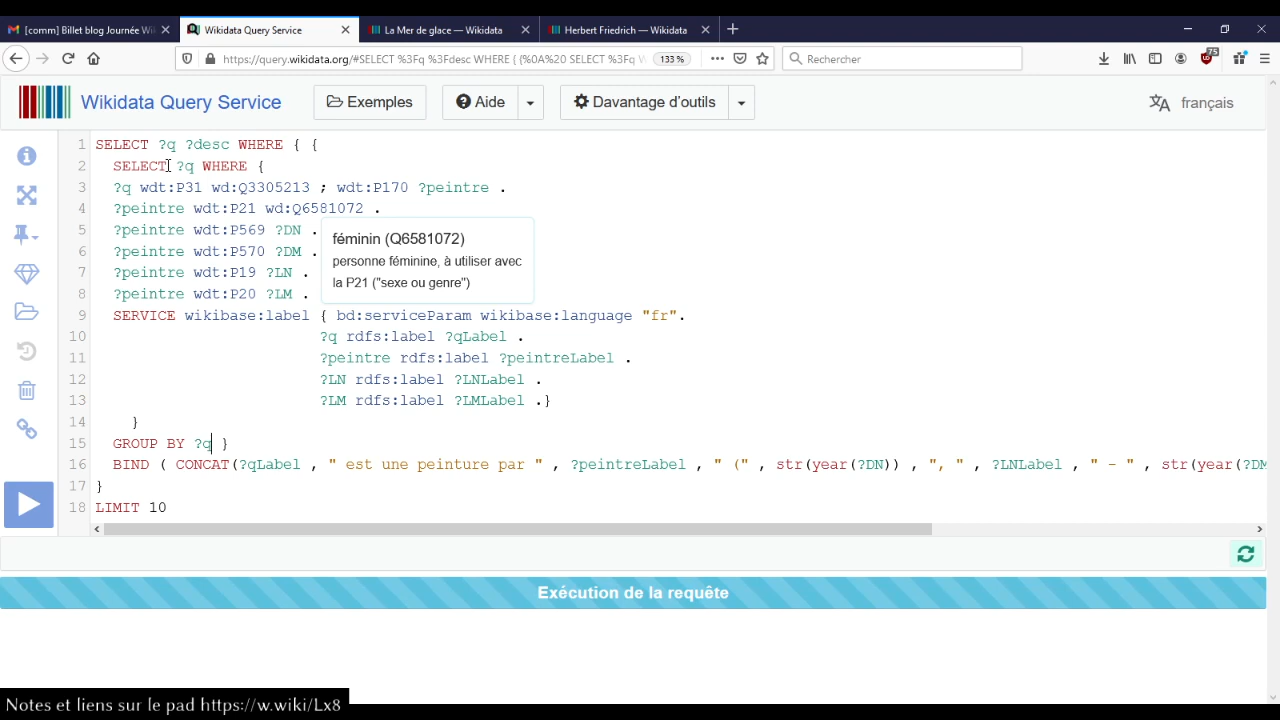 [comm] Billet blog Journée Wi
Wikidata Query Service
La Mer de glace — Wikidata
Herbert Friedrich — Wikidata
https://query.wikidata.org/#SELECT %3Fq %3Fdesc WHERE { {%0A%20 SELECT %3Fq W
133 %
Rechercher
75
Wikidata Query Service
Exemples
Aide
Davantage d'outils
français
1 SELECT ?q ?desc WHERE { {
2 SELECT ?q WHERE {
3 ?q wdt:P31 wd:Q3305213 ; wdt:P170 ?peintre .
4 ?peintre wdt:P21 wd:Q6581072 .
5 ?peintre wdt:P569 ?DN .
6 ?peintre wdt:P570 ?DM .
7 ?peintre wdt:P19 ?LN .
8 ?peintre wdt:P20 ?LM .
féminin (Q6581072)
personne féminine, à utiliser avec
la P21 ("sexe ou genre")
9 SERVICE wikibase:label { bd:serviceParam wikibase:language "fr".
10 ?q rdfs:label ?qLabel .
11 ?peintre rdfs:label ?peintreLabel .
12 ?LN rdfs:label ?LNLabel .
13 ?LM rdfs:label ?LMLabel .}
14 }
15 GROUP BY ?q }
16 BIND ( CONCAT(?qLabel , " est une peinture par " , ?peintreLabel , " (" , str(year(?DN)) , ", " , ?LNLabel , " - " , str(year(?DM
17 }
18 LIMIT 10
Exécution de la requête
Notes et liens sur le pad https://w.wiki/Lx8